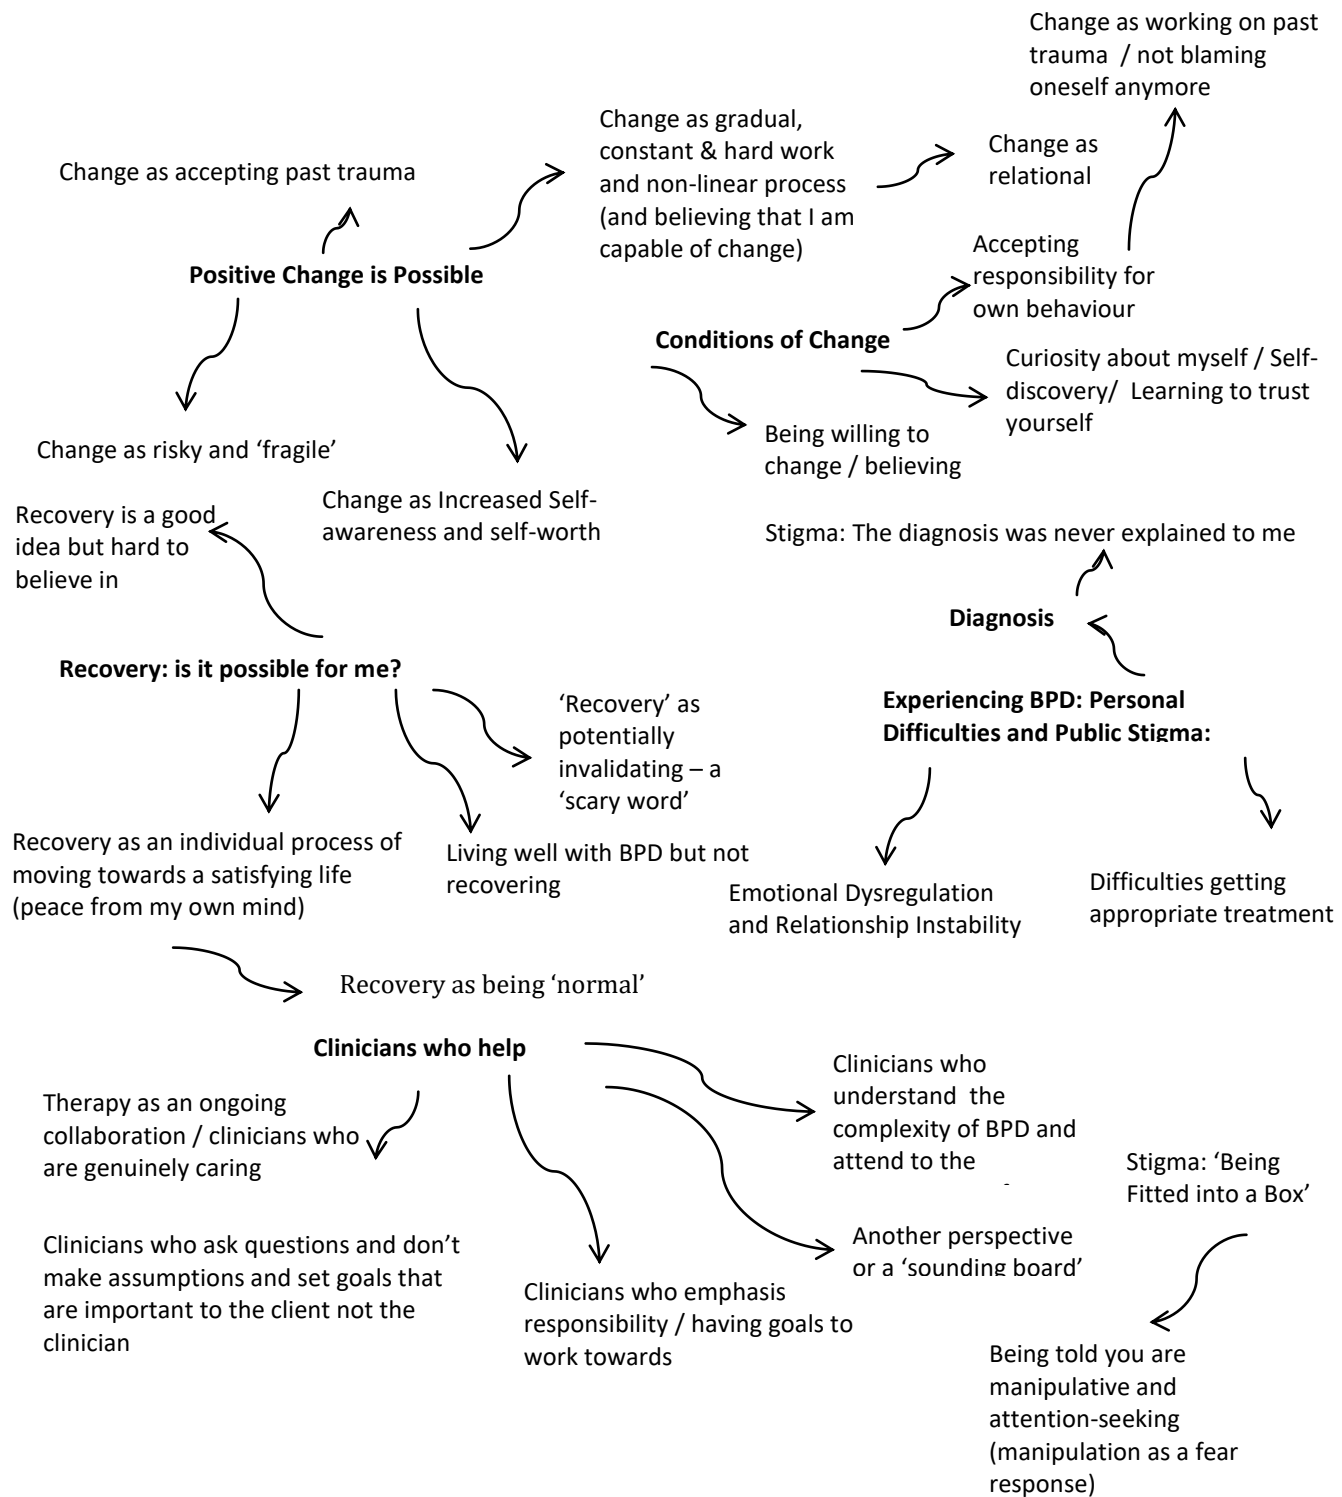 Change as working on past
trauma / not blaming
oneself anymore
Change as gradual,
constant & hard work
and non-linear process
(and believing that I am
capable of change)
Change as
relational
Change as accepting past trauma
Positive Change is Possible
Accepting
responsibility for
own behaviour
Conditions of Change
Curiosity about myself / Self-
discovery/ Learning to trust
yourself
Being willing to
change / believing
Change as risky and ‘fragile’
Change as Increased Self-
awareness and self-worth
Recovery is a good
idea but hard to
believe in
Stigma: The diagnosis was never explained to me
Diagnosis
Recovery: is it possible for me?
Experiencing BPD: Personal
Difficulties and Public Stigma:
‘Recovery’ as
potentially
invalidating – a
‘scary word’
Recovery as an individual process of
moving towards a satisfying life
(peace from my own mind)
Living well with BPD but not
recovering
Emotional Dysregulation
and Relationship Instability
Difficulties getting
appropriate treatment
Recovery as being ‘normal’
Clinicians who help
Therapy as an ongoing
collaboration / clinicians who
are genuinely caring
Clinicians who
understand the
complexity of BPD and
attend to the
Stigma: ‘Being
Fitted into a Box’
Clinicians who ask questions and don’t
make assumptions and set goals that
are important to the client not the
clinician
Another perspective
or a ‘sounding board’
Clinicians who emphasis
responsibility / having goals to
work towards
Being told you are
manipulative and
attention-seeking
(manipulation as a fear
response)